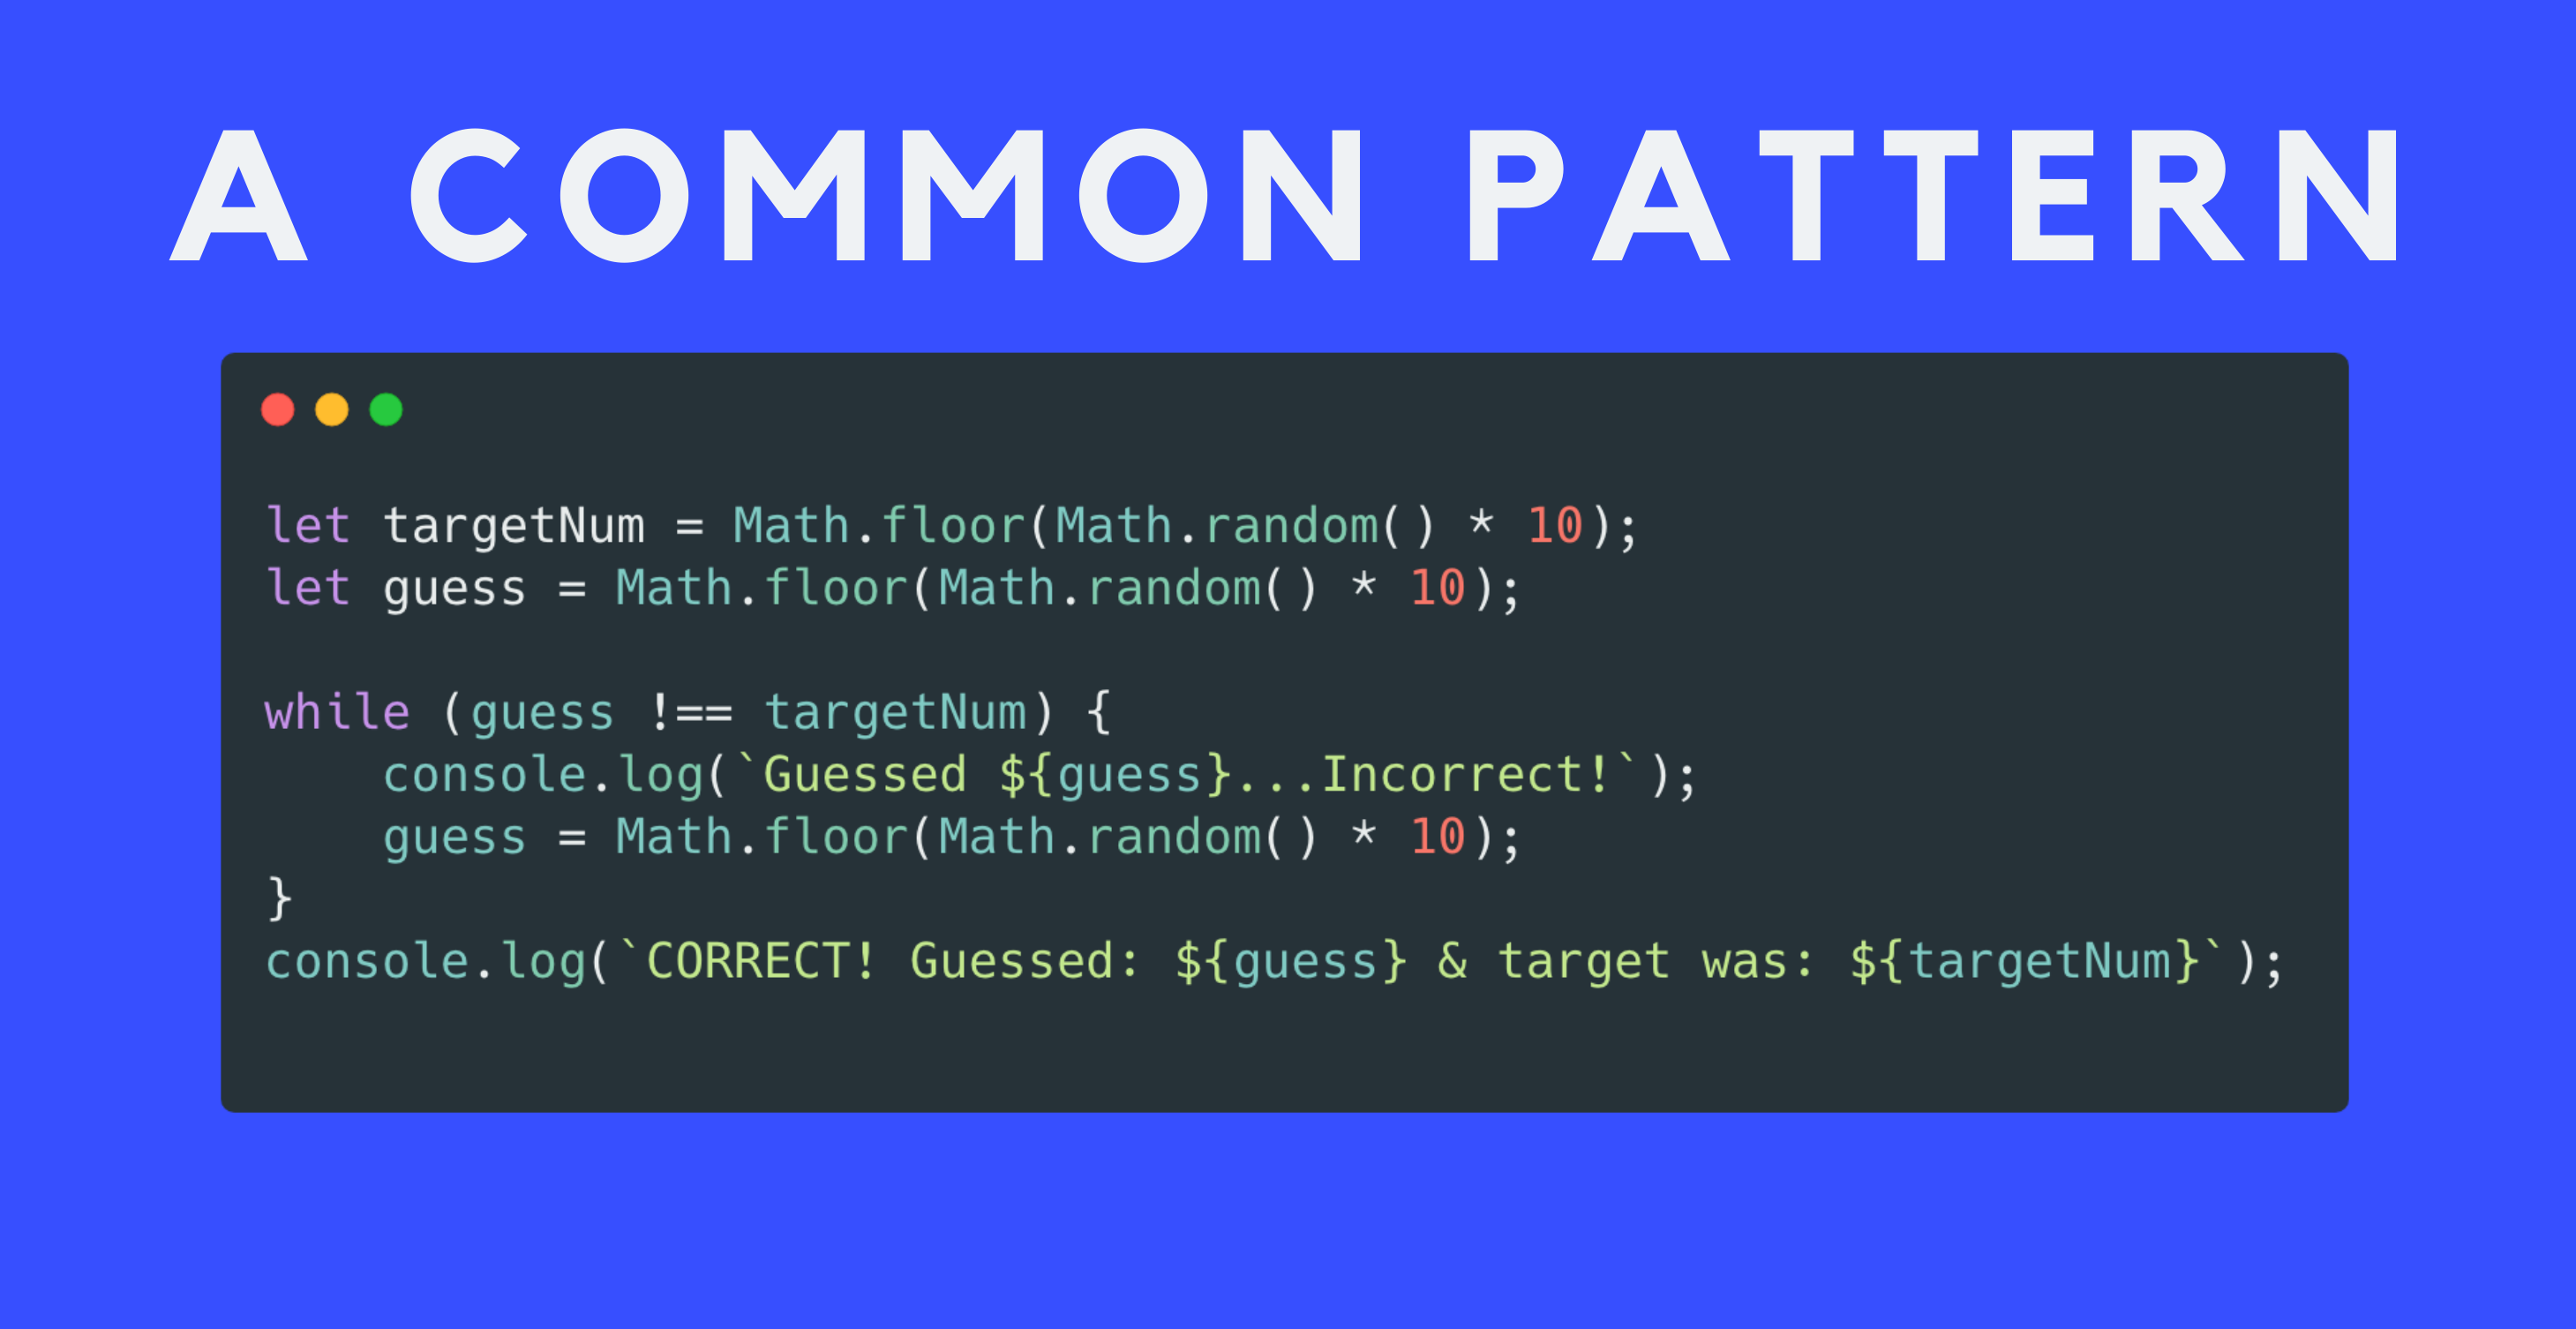 A COMMON PATTERN
let targetNum = Math.floor(Math.random() * 10);
let guess = Math.floor(Math.random() * 10);
while (guess !== targetNum) {
    console.log(`Guessed ${guess}...Incorrect!`);
    guess = Math.floor(Math.random() * 10);
}
console.log(`CORRECT! Guessed: ${guess} & target was: ${targetNum}`);